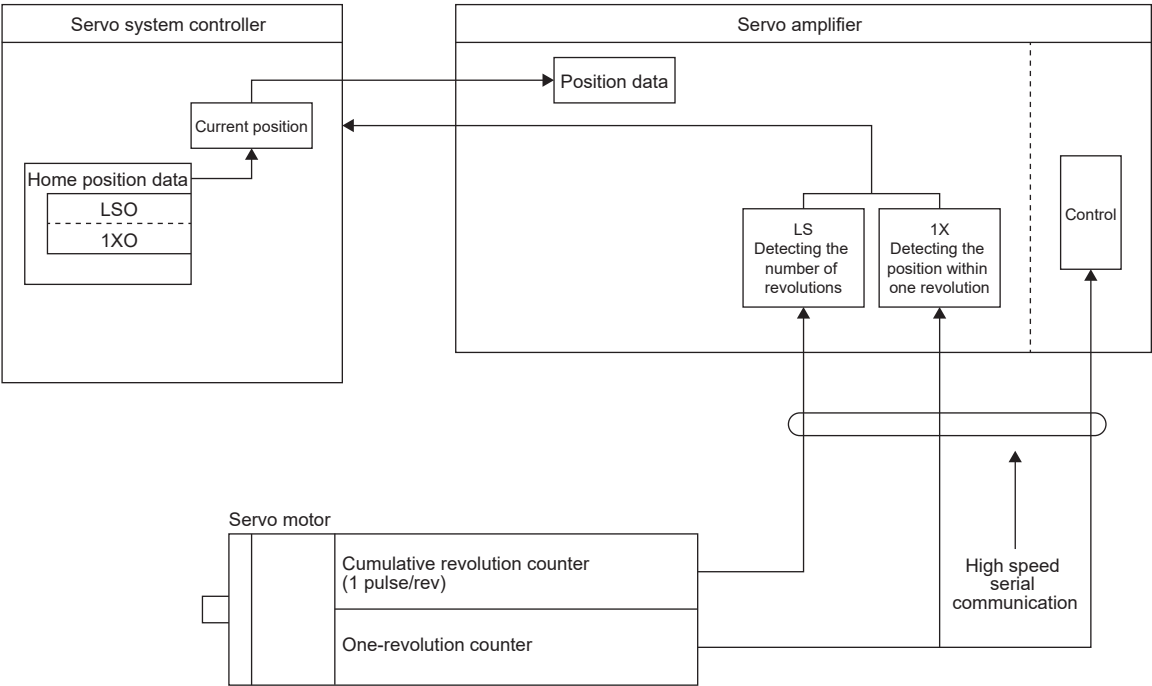 Servo system controller
Servo amplifier
Position data
Current position
Home position data
LSO
1XO
LS
Detecting the
number of
revolutions
1X
Detecting the
position within
one revolution
Control
Servo motor
Cumulative revolution counter
(1 pulse/rev)
One-revolution counter
High speed
serial
communication